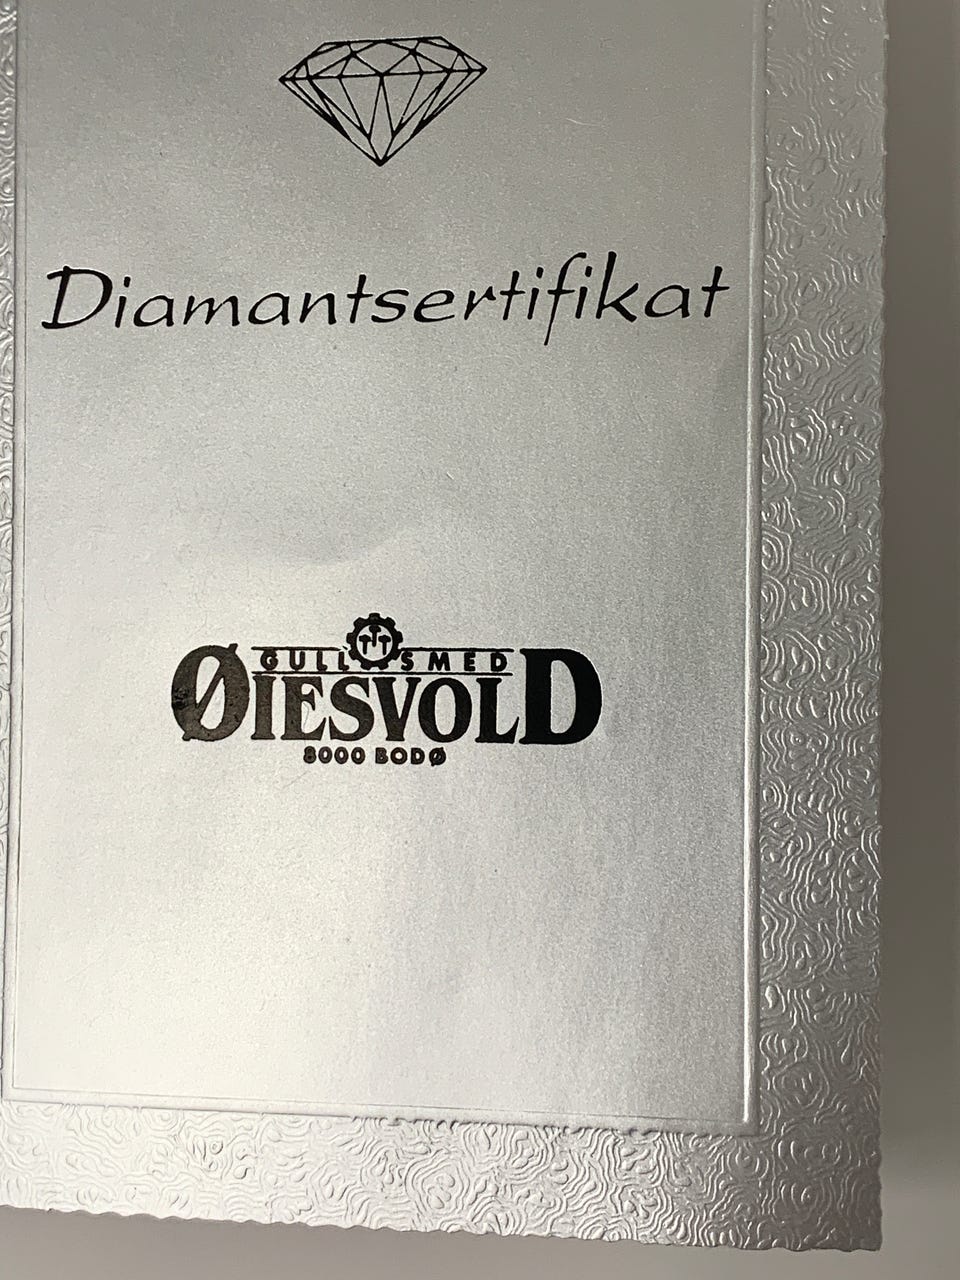 Diamantsertifikat
GULLSMED
ØIESVOLD
8000 BODØ